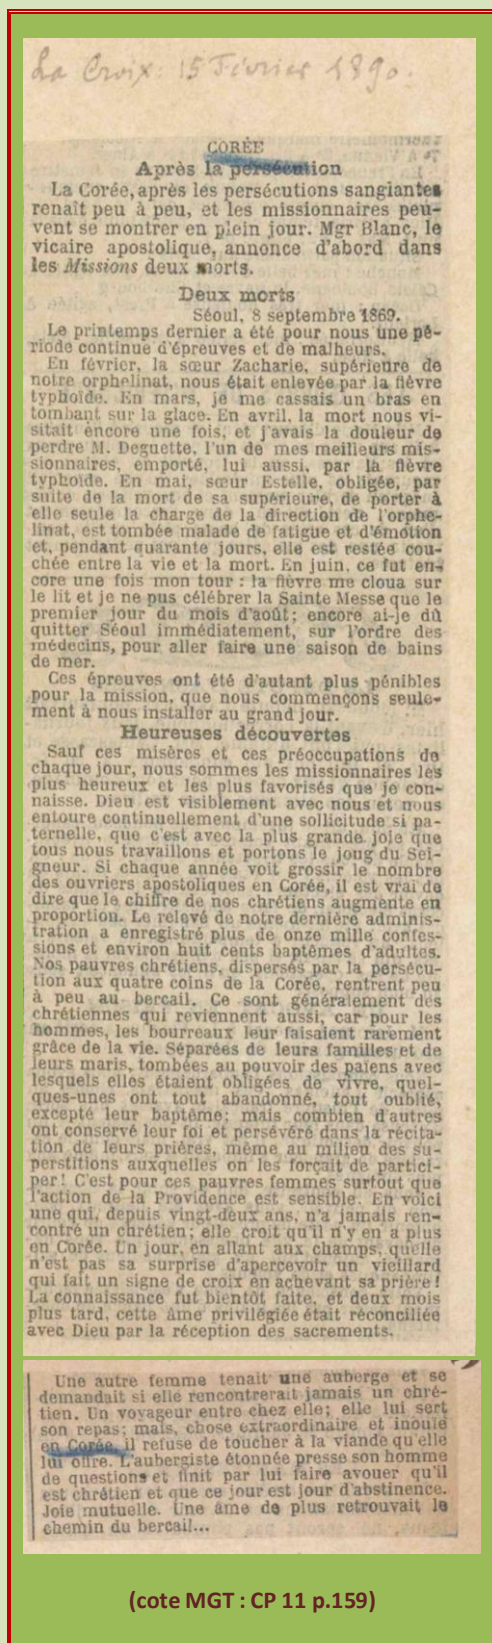 La Croix: 15 Février 1890.
CORÉE
Après la persécution
La Corée, après les persécutions sanglantes
renaît peu à peu, et les missionnaires peu-
vent se montrer en plein jour. Mgr Blanc, le
vicaire apostolique, annonce d'abord dans
les Missions deux morts.
Deux morts
Séoul, 8 septembre 1869.
Le printemps dernier a été pour nous une pé-
riode continue d'épreuves et de malheurs.
En février, la sœur Zacharie, supérieure de
notre orphelinat, nous était enlevée par la fièvre
typhoïde. En mars, je me cassais un bras en
tombant sur la glace. En avril, la mort nous vi-
sitait encore une fois, et j'avais la douleur de
perdre M. Deguette, l'un de mes meilleurs mis-
sionnaires, emporté, lui aussi, par la fièvre
typhoïde. En mai, sœur Estelle, obligée, par
suite de la mort de sa supérieure, de porter à
elle seule la charge de la direction de l'orphe-
linat, est tombée malade de fatigue et d'émotion
et, pendant quarante jours, elle est restée cou-
chée entre la vie et la mort. En juin, ce fut en-
core une fois mon tour : la fièvre me cloua sur
le lit et je ne pus célébrer la Sainte Messe que le
premier jour du mois d'août; encore ai-je dû
quitter Séoul immédiatement, sur l'ordre des
médecins, pour aller faire une saison de bains
de mer.
Ces épreuves ont été d'autant plus pénibles
pour la mission, que nous commençons seule-
ment à nous installer au grand jour.
Heureuses découvertes
Sauf ces misères et ces préoccupations de
chaque jour, nous sommes les missionnaires les
plus heureux et les plus favorisés que je con-
naisse. Dieu est visiblement avec nous et nous
entoure continuellement d'une sollicitude si pa-
ternelle, que c'est avec la plus grande joie que
tous nous travaillons et portons le joug du Sei-
gneur. Si chaque année voit grossir le nombre
des ouvriers apostoliques en Corée, il est vrai de
dire que le chiffre de nos chrétiens augmente en
proportion. Le relevé de notre dernière adminis-
tration a enregistré plus de onze mille confes-
sions et environ huit cents baptêmes d'adultes.
Nos pauvres chrétiens, dispersés par la persécu-
tion aux quatre coins de la Corée, rentrent peu
à peu au bercail. Ce sont généralement des
chrétiennes qui reviennent aussi, car pour les
hommes, les bourreaux leur faisaient rarement
grâce de la vie. Séparées de leurs familles et de
leurs maris, tombées au pouvoir des païens avec
lesquels elles étaient obligées de vivre, quel-
ques-unes ont tout abandonné, tout oublié,
excepté leur baptême; mais combien d'autres
ont conservé leur foi et persévéré dans la récita-
tion de leurs prières, même au milieu des su-
perstitions auxquelles on les forçait de partici-
per! C'est pour ces pauvres femmes surtout que
l'action de la Providence est sensible. En voici
une qui, depuis vingt-deux ans, n'a jamais ren-
contré un chrétien; elle croit qu'il n'y en a plus
en Corée. Un jour, en allant aux champs, quelle
n'est pas sa surprise d'apercevoir un vieillard
qui fait un signe de croix en achevant sa prière!
La connaissance fut bientôt faite, et deux mois
plus tard, cette âme privilégiée était réconciliée
avec Dieu par la réception des sacrements.
Une autre femme tenait une auberge et se
demandait si elle rencontrerait jamais un chré-
tien. Un voyageur entre chez elle; elle lui sert
son repas; mais, chose extraordinaire et inouïe
en Corée, il refuse de toucher à la viande qu'elle
lui offre. L'aubergiste étonnée presse son homme
de questions et finit par lui faire avouer qu'il
est chrétien et que ce jour est jour d'abstinence.
Joie mutuelle. Une âme de plus retrouvait le
chemin du bercail...
(cote MGT : CP 11 p.159)